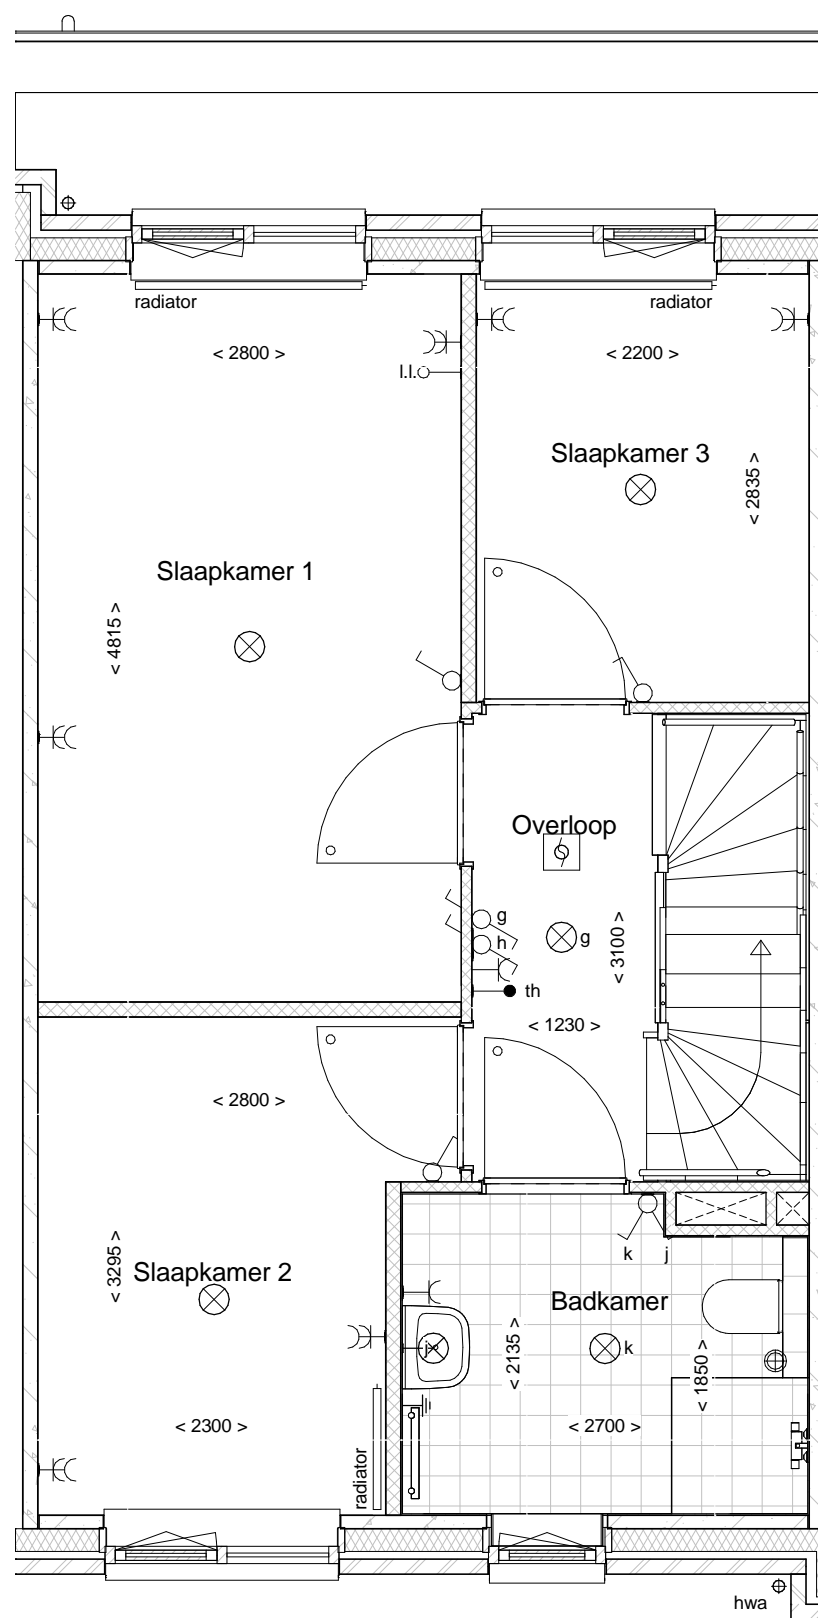 radiator
radiator
< 2800 >
< 2200 >
l.l.
Slaapkamer 3
< 2835 >
Slaapkamer 1
< 4815 >
Overloop
g
h
g
< 3100 >
th
< 1230 >
< 2800 >
k
j
Slaapkamer 2
< 3295 >
Badkamer
j
k
< 2135 >
< 1850 >
< 2300 >
< 2700 >
radiator
hwa